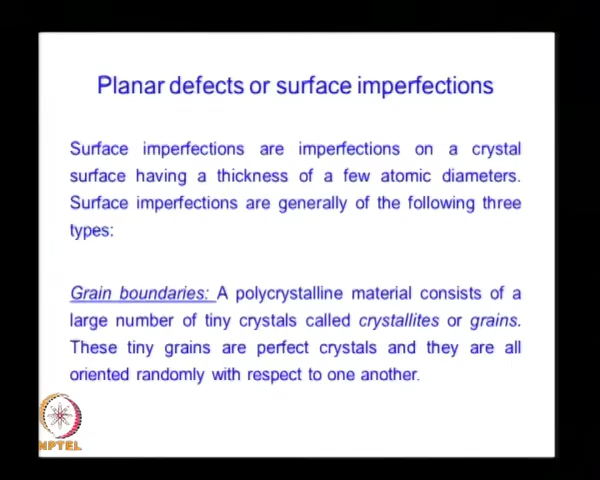 Planar defects or surface imperfections
Surface imperfections are imperfections on a crystal
surface having a thickness of a few atomic diameters.
Surface imperfections are generally of the following three
types:
Grain boundaries: A polycrystalline material consists of a
large number of tiny crystals called crystallites or grains.
These tiny grains are perfect crystals and they are all
oriented randomly with respect to one another.
NPTEL